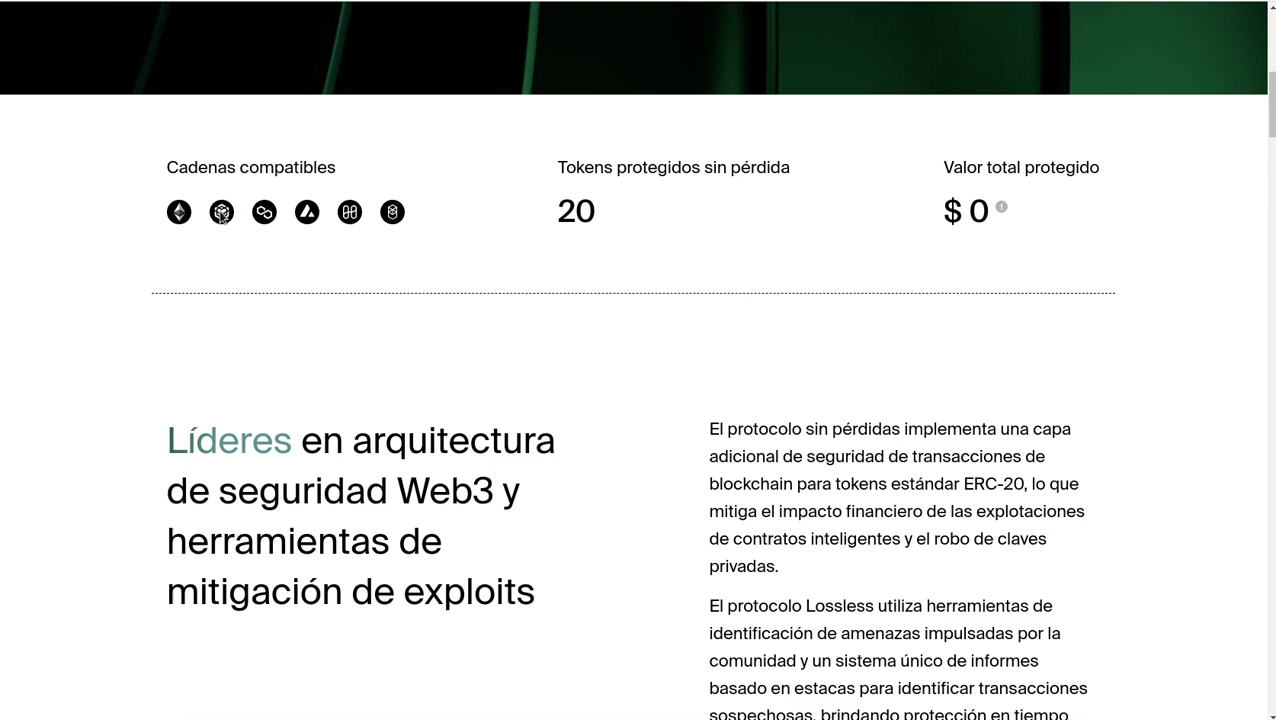 Cadenas compatibles
Tokens protegidos sin pérdida
20
Valor total protegido
$ 0
Líderes en arquitectura
de seguridad Web3 y
herramientas de
mitigación de exploits
El protocolo sin pérdidas implementa una capa
adicional de seguridad de transacciones de
blockchain para tokens estándar ERC-20, lo que
mitiga el impacto financiero de las explotaciones
de contratos inteligentes y el robo de claves
privadas.
El protocolo Lossless utiliza herramientas de
identificación de amenazas impulsadas por la
comunidad y un sistema único de informes
basado en estacas para identificar transacciones
sospechosas, brindando protección en tiempo